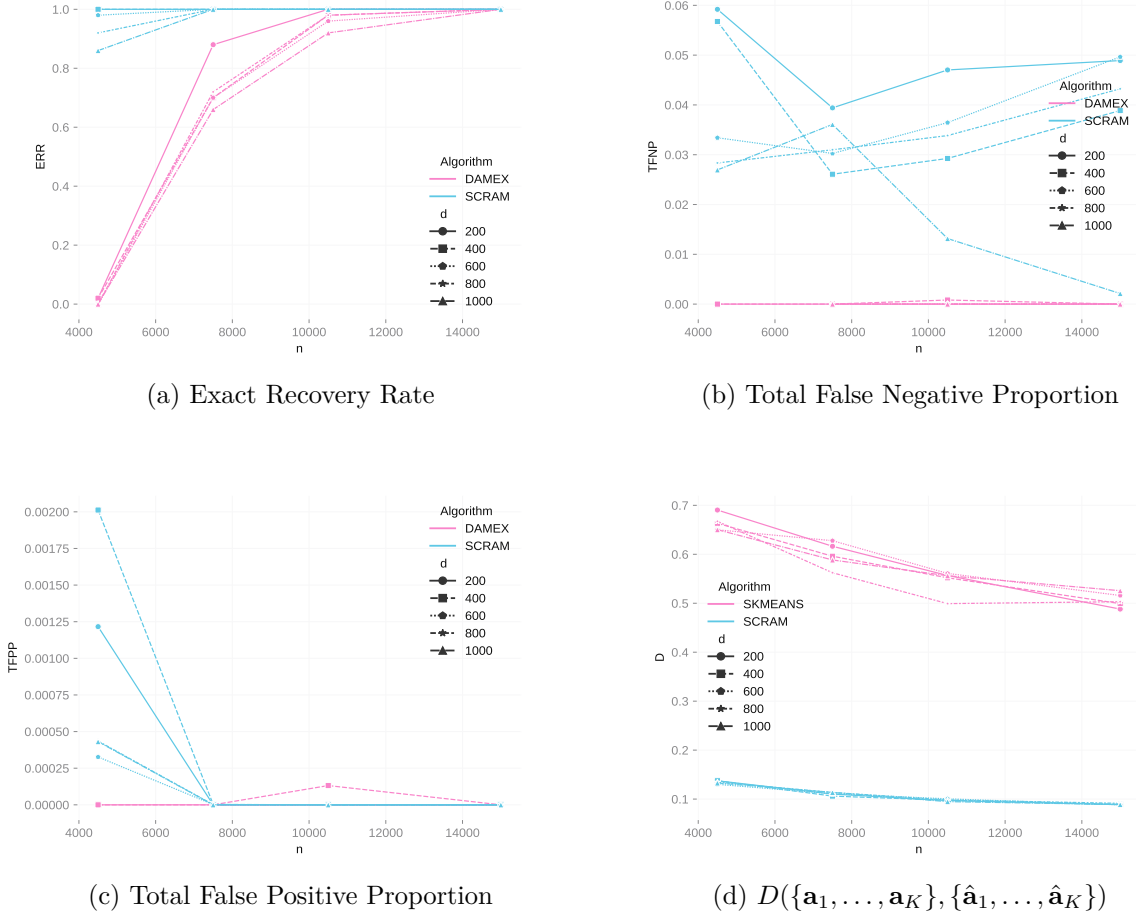 1.0
0.8
0.6
0.4
0.2
0.0
ERR
4000 6000 8000 10000 12000 14000
n
Algorithm
DAMEX
SCRAM
d
200
400
600
800
1000
(a) Exact Recovery Rate
0.06
0.05
0.04
0.03
0.02
0.01
0.00
TFNP
4000 6000 8000 10000 12000 14000
n
Algorithm
DAMEX
SCRAM
d
200
400
600
800
1000
(b) Total False Negative Proportion
0.00200
0.00175
0.00150
0.00125
0.00100
0.00075
0.00050
0.00025
0.00000
TFPP
4000 6000 8000 10000 12000 14000
n
Algorithm
DAMEX
SCRAM
d
200
400
600
800
1000
(c) Total False Positive Proportion
0.7
0.6
0.5
0.4
0.3
0.2
0.1
D
4000 6000 8000 10000 12000 14000
n
Algorithm
SKMEANS
SCRAM
d
200
400
600
800
1000
(d) D({a₁, . . . , a_K}, {â₁, . . . , â_K})